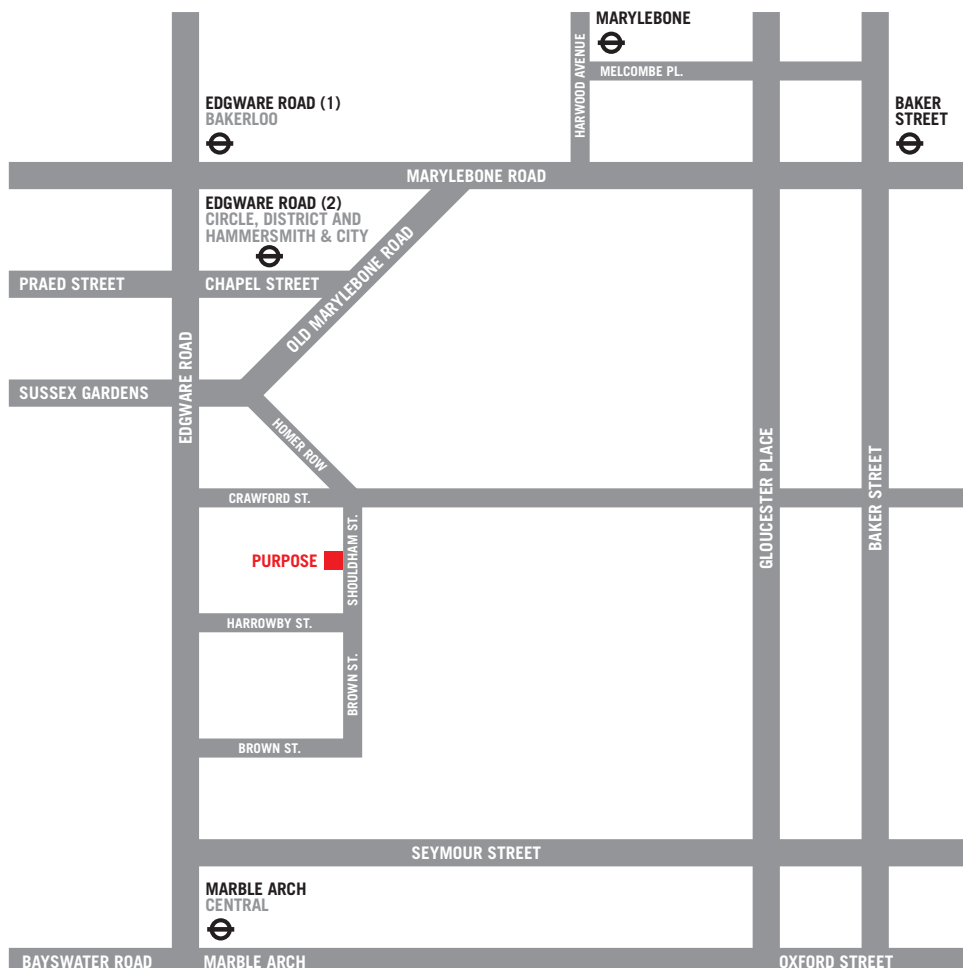 MARYLEBONE
HARWOOD AVENUE
MELCOMBE PL.
EDGWARE ROAD (1)
BAKERLOO
BAKER
STREET
MARYLEBONE ROAD
EDGWARE ROAD (2)
CIRCLE, DISTRICT AND
HAMMERSMITH & CITY
OLD MARYLEBONE ROAD
PRAED STREET
CHAPEL STREET
EDGWARE ROAD
SUSSEX GARDENS
HOMER ROW
GLOUCESTER PLACE
BAKER STREET
CRAWFORD ST.
SHOULDHAM ST.
PURPOSE
HARROWBY ST.
BROWN ST.
BROWN ST.
SEYMOUR STREET
MARBLE ARCH
CENTRAL
BAYSWATER ROAD
MARBLE ARCH
OXFORD STREET